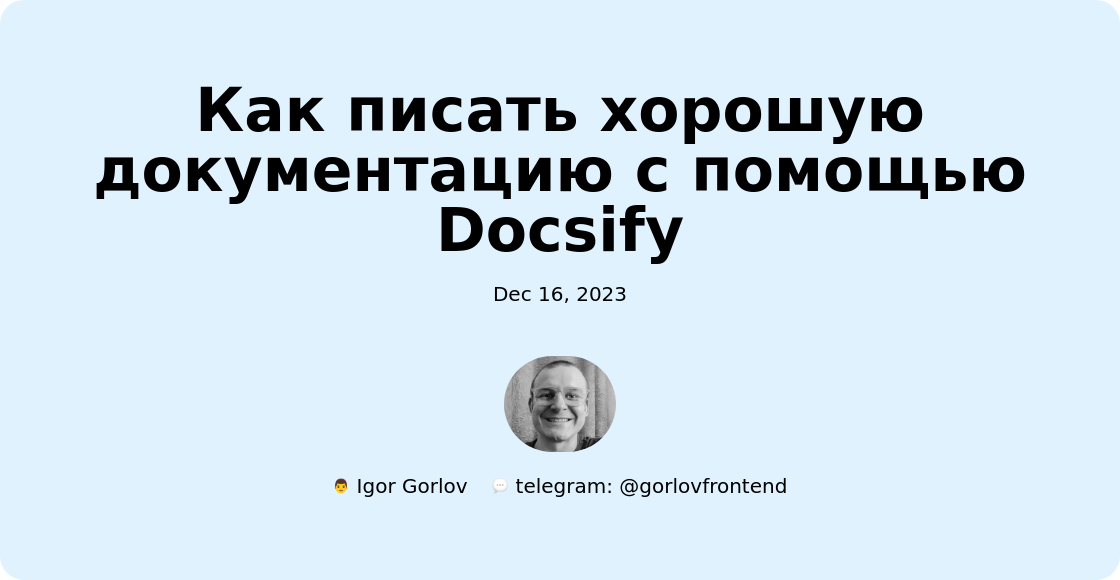 Как писать хорошую
документацию с помощью
Docsify
Dec 16, 2023
👨 Igor Gorlov 💬 telegram: @gorlovfrontend